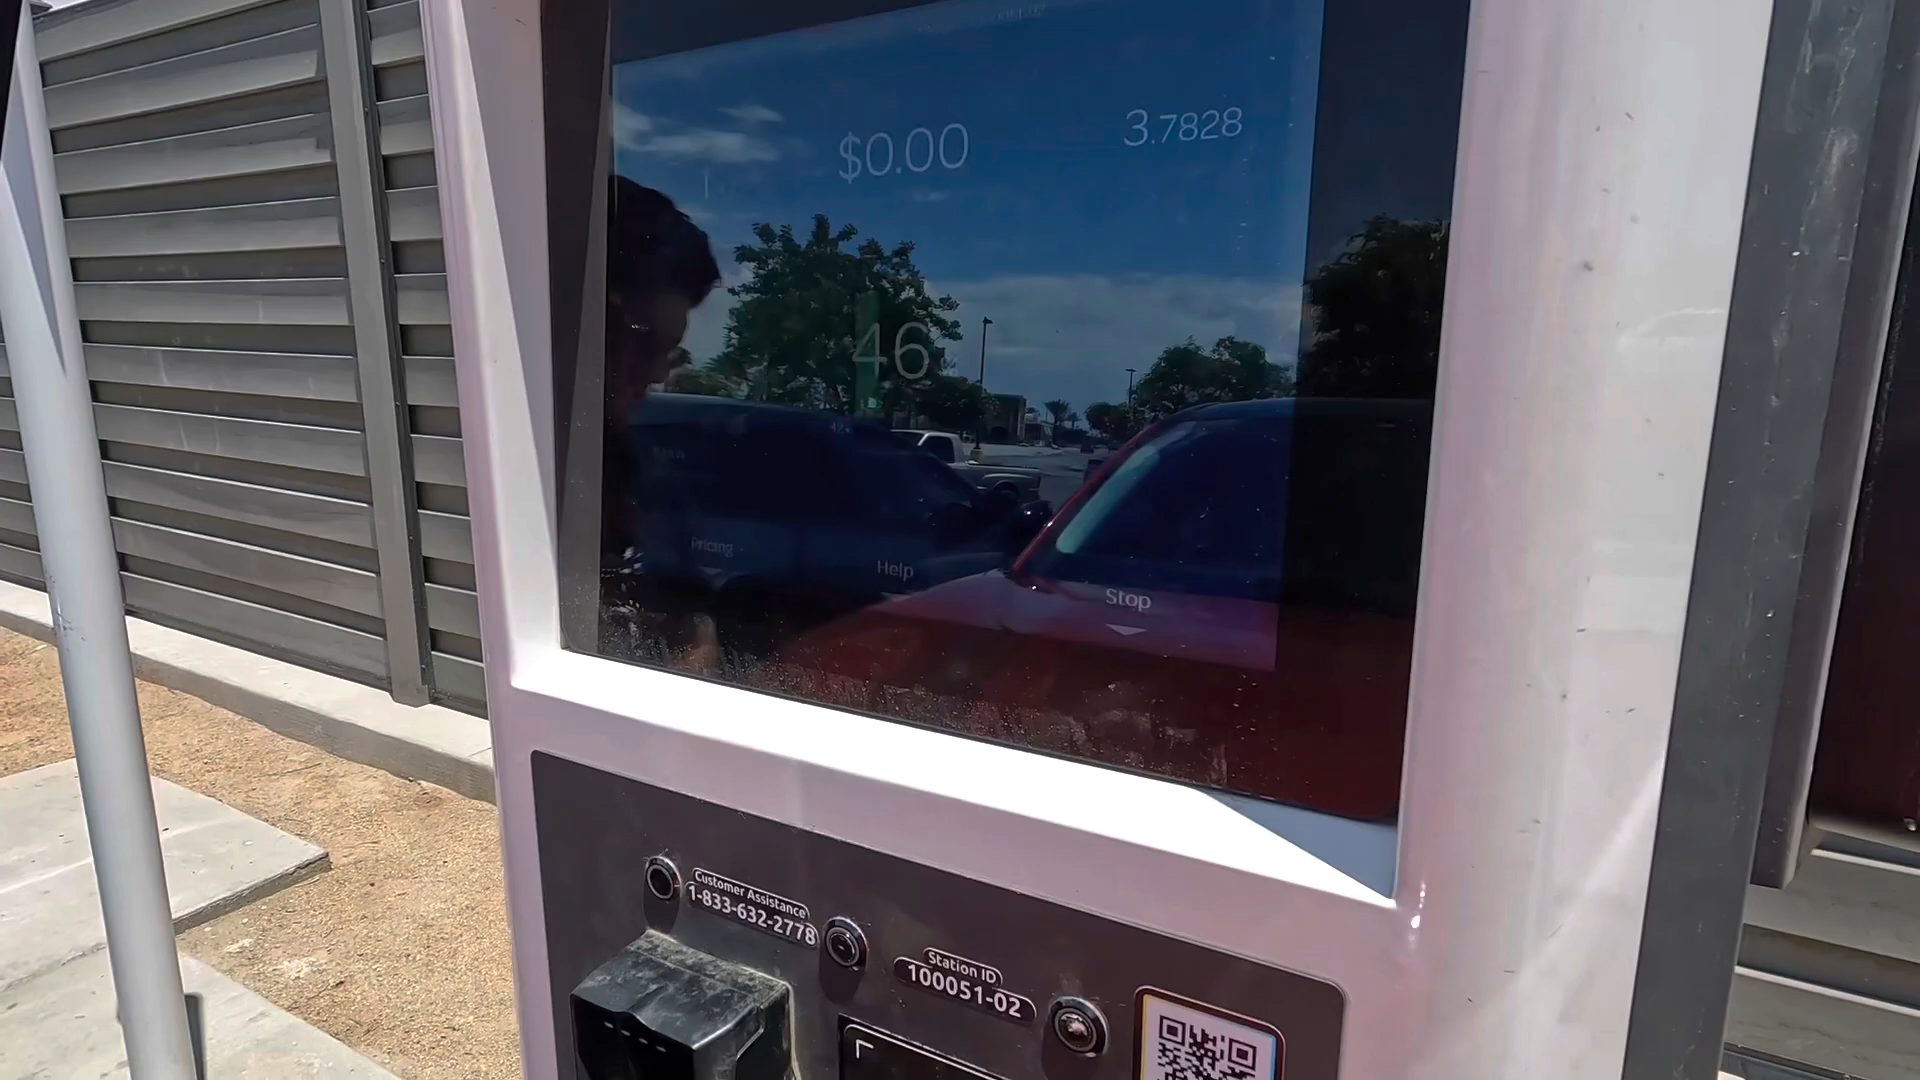 $0.00
3.7828
46
Pricing
Help
Stop
Customer Assistance
1-833-632-2778
Station ID
100051-02